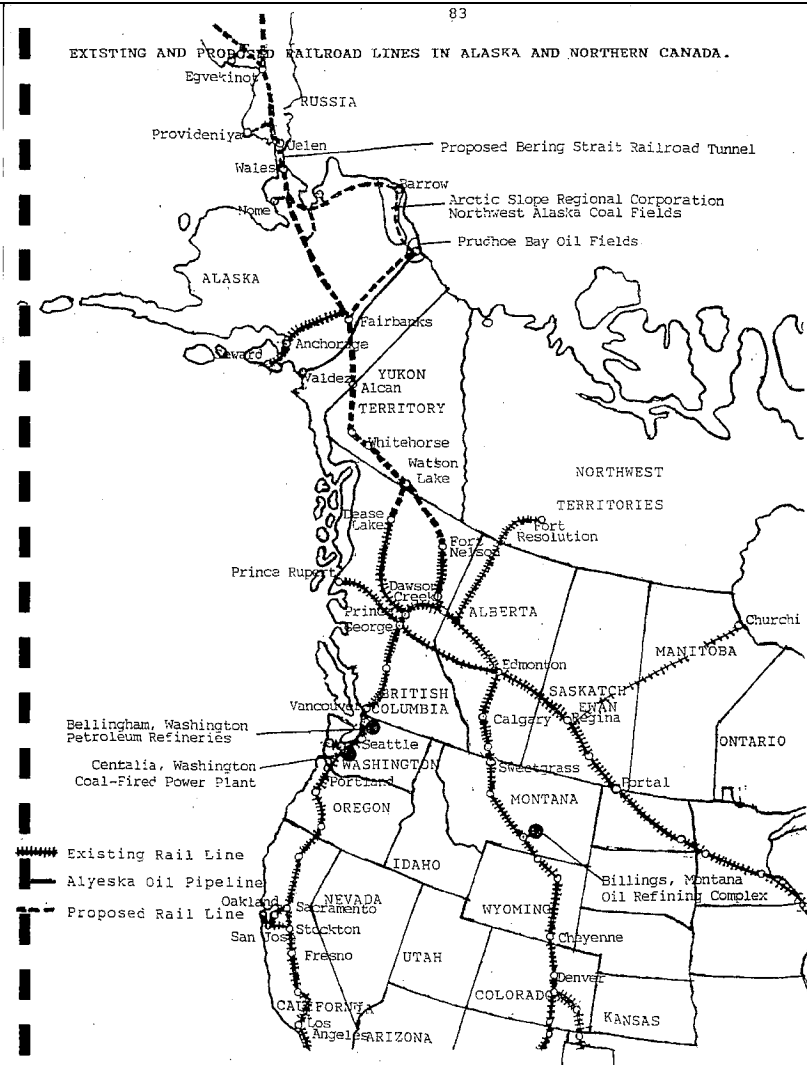 83
EXISTING AND PROPOSED RAILROAD LINES IN ALASKA AND NORTHERN CANADA.
Egvekinot
RUSSIA
Provideniya
Uelen
Proposed Bering Strait Railroad Tunnel
Wales
Barrow
Arctic Slope Regional Corporation
Northwest Alaska Coal Fields
Nome
Prudhoe Bay Oil Fields
ALASKA
Fairbanks
Anchorage
Seward
Valdez
YUKON
Alcan
TERRITORY
Whitehorse
Watson
Lake
NORTHWEST
TERRITORIES
Dease
Lake
Fort
Resolution
Fort
Nelson
Prince Rupert
Dawson
Creek
Prince
George
ALBERTA
Churchi
MANITOBA
Edmonton
SASKATCH
EWAN
BRITISH
COLUMBIA
Vancouver
Calgary
Regina
Bellingham, Washington
Petroleum Refineries
Seattle
ONTARIO
Centalia, Washington
Coal-Fired Power Plant
WASHINGTON
Sweetgrass
Portland
Portal
OREGON
MONTANA
Existing Rail Line
IDAHO
Alyeska Oil Pipeline
Billings, Montana
Oil Refining Complex
Oakland
NEVADA
Proposed Rail Line
Sacramento
WYOMING
San Jos
Stockton
Cheyenne
Fresno
UTAH
Denver
COLORADO
CALIFORNIA
KANSAS
Los
Angeles
ARIZONA